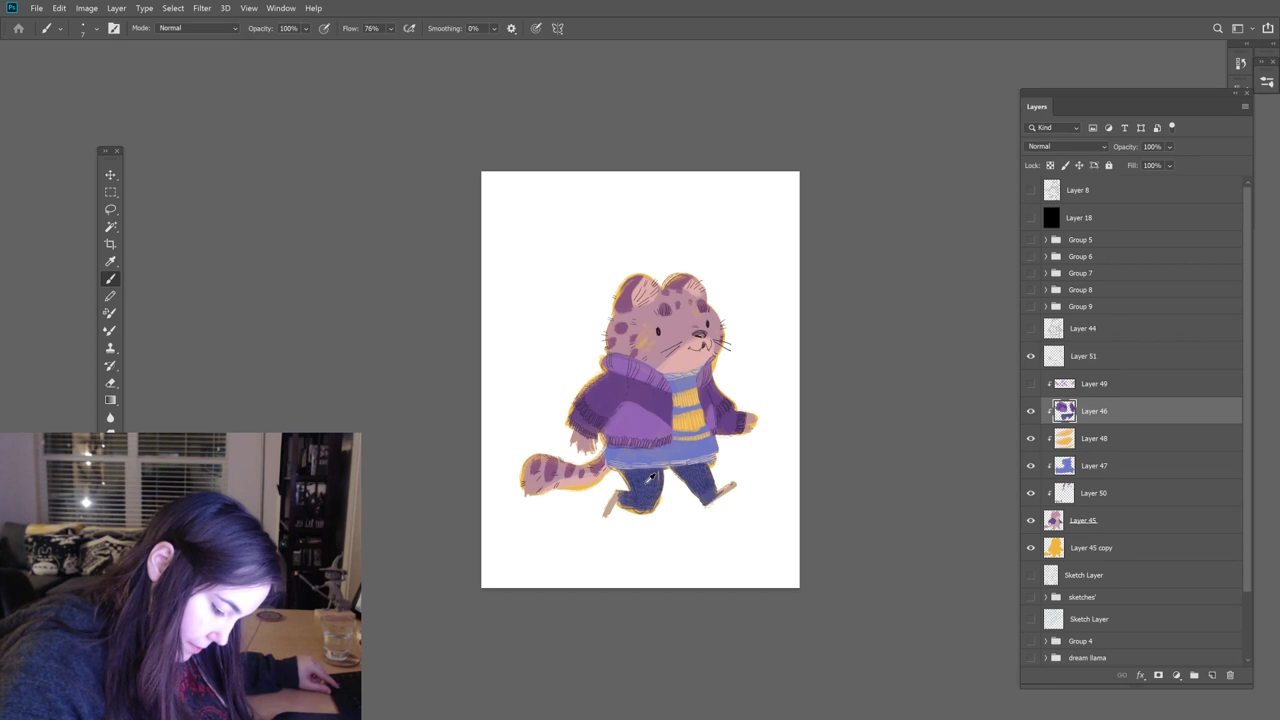 Ps File Edit Image Layer Type Select Filter 3D View Window Help
7 Mode: Normal Opacity: 100% Flow: 76% Smoothing: 0%
Layers
Kind
Normal Opacity: 100%
Lock: Fill: 100%
Layer 8
Layer 18
Group 5
Group 6
Group 7
Group 8
Group 9
Layer 44
Layer 51
Layer 49
Layer 46
Layer 48
Layer 47
Layer 50
Layer 45
Layer 45 copy
Sketch Layer
sketches'
Sketch Layer
Group 4
dream llama
fx